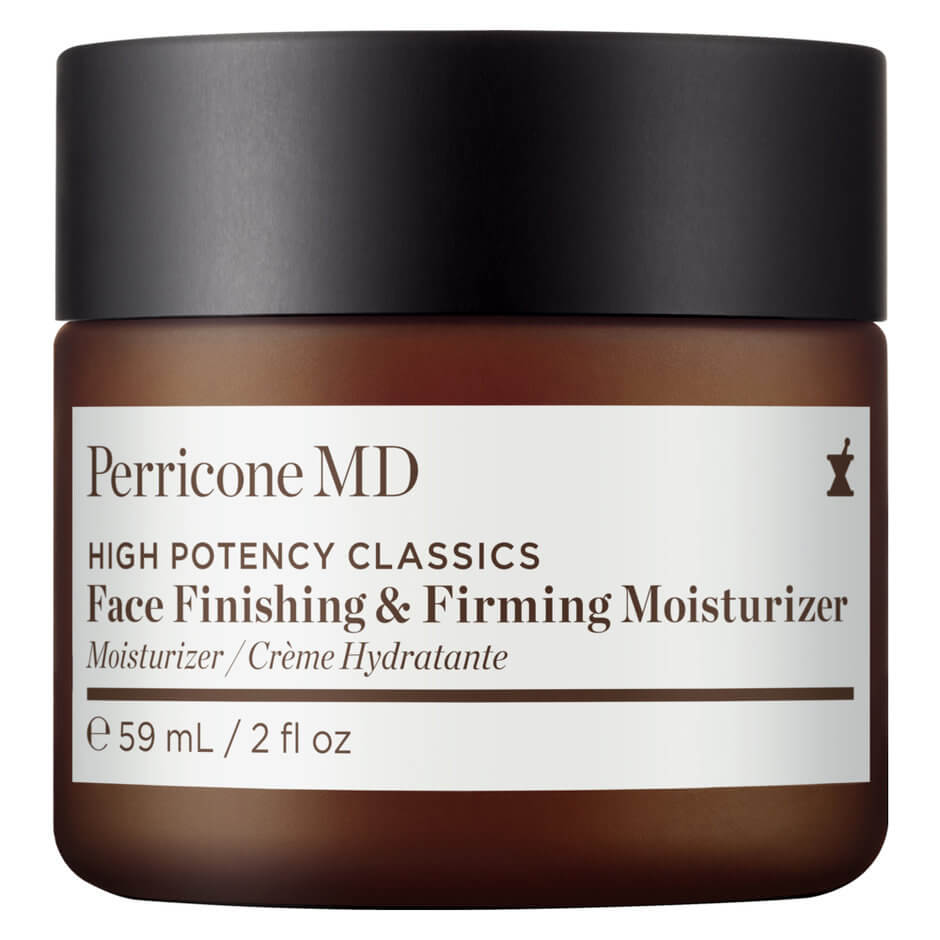 Perricone MD
HIGH POTENCY CLASSICS
Face Finishing & Firming Moisturizer
Moisturizer / Crème Hydratante
℮ 59 mL / 2 fl oz